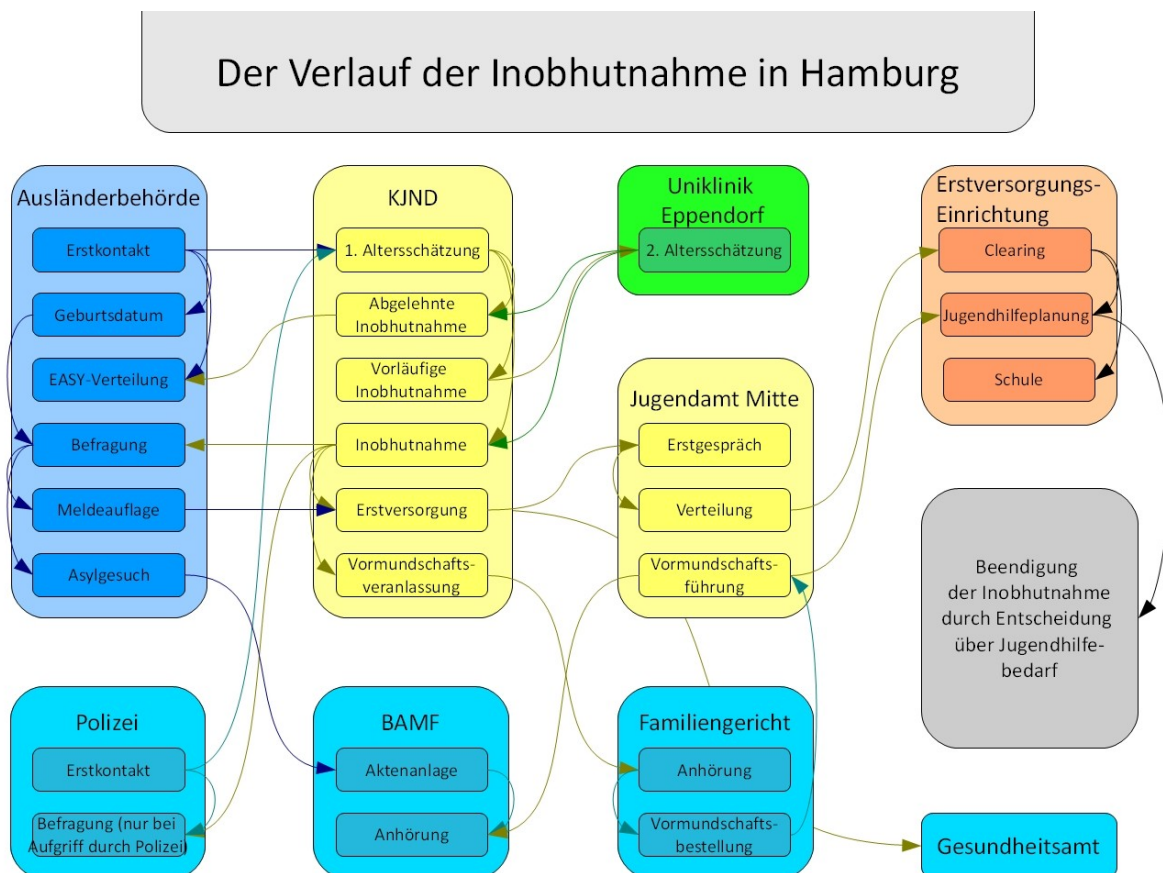 Der Verlauf der Inobhutnahme in Hamburg
Ausländerbehörde
Erstkontakt
Geburtsdatum
EASY-Verteilung
Befragung
Meldeauflage
Asylgesuch
KJND
1. Altersschätzung
Abgelehnte
Inobhutnahme
Vorläufige
Inobhutnahme
Inobhutnahme
Erstversorgung
Vormundschafts-
veranlassung
Uniklinik
Eppendorf
2. Altersschätzung
Jugendamt Mitte
Erstgespräch
Verteilung
Vormundschafts-
führung
Erstversorgungs-
Einrichtung
Clearing
Jugendhilfeplanung
Schule
Beendigung
der Inobhutnahme
durch Entscheidung
über Jugendhilfe-
bedarf
Polizei
Erstkontakt
Befragung (nur bei
Aufgriff durch Polizei)
BAMF
Aktenanlage
Anhörung
Familiengericht
Anhörung
Vormundschafts-
bestellung
Gesundheitsamt